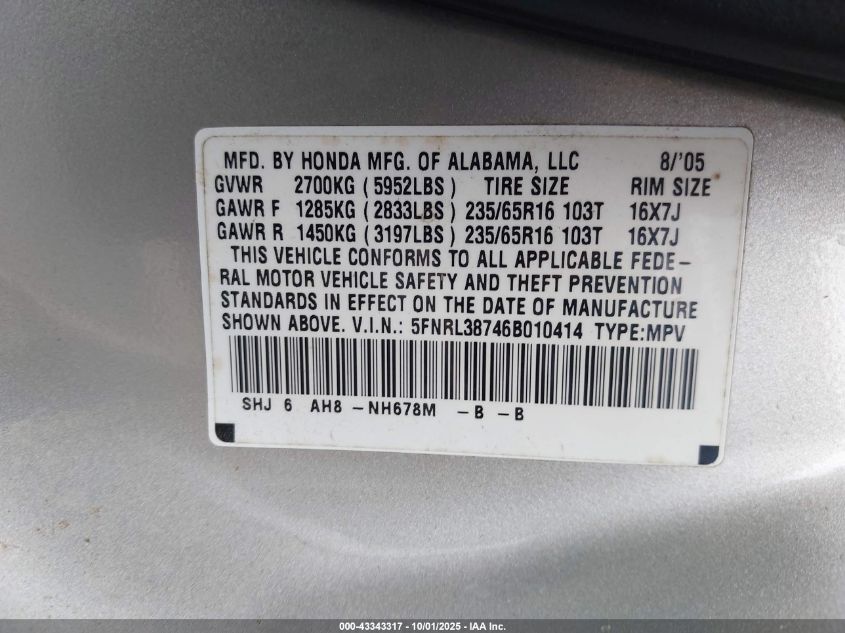 MFD. BY HONDA MFG. OF ALABAMA, LLC 8/'05
GVWR 2700KG (5952LBS) TIRE SIZE RIM SIZE
GAWR F 1285KG (2833LBS) 235/65R16 103T 16X7J
GAWR R 1450KG (3197LBS) 235/65R16 103T 16X7J
THIS VEHICLE CONFORMS TO ALL APPLICABLE FEDE-
RAL MOTOR VEHICLE SAFETY AND THEFT PREVENTION
STANDARDS IN EFFECT ON THE DATE OF MANUFACTURE
SHOWN ABOVE. V.I.N.: 5FNRL38746B010414 TYPE:MPV
SHJ 6 AH8 -NH678M -B -B
000-43343317 - 10/01/2025 - IAA Inc.